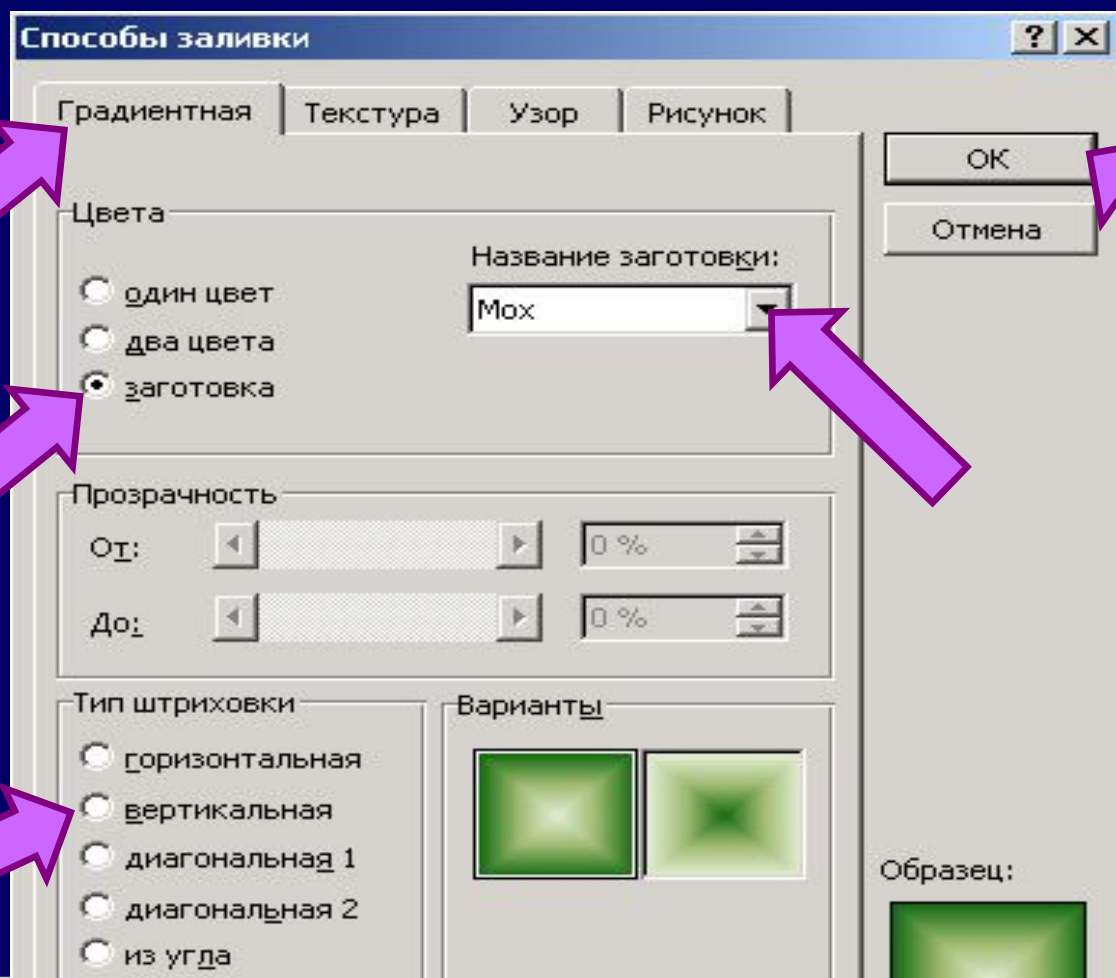 Способы заливки
Градиентная Текстура Узор Рисунок
ОК
Отмена
Цвета
один цвет
два цвета
заготовка
Название заготовки:
Мох
Прозрачность
От: 0 %
До: 0 %
Тип штриховки
горизонтальная
вертикальная
диагональная 1
диагональная 2
из угла
Варианты
Образец: